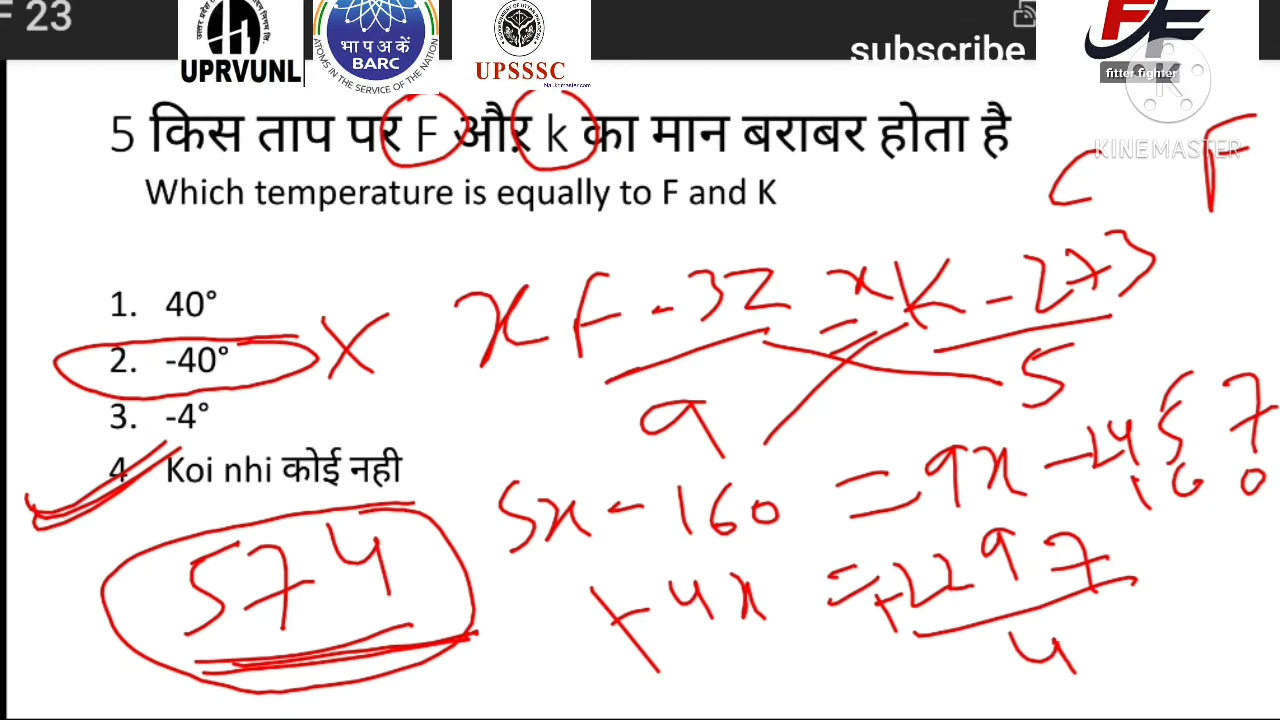 F 23
UPRVUNL
भा प अ कें
BARC
ATOMS IN THE SERVICE OF THE NATION
UPSSSC
subscribe
fitter fighter
KINEMASTER
5 किस ताप पर F और k का मान बराबर होता है
Which temperature is equally to F and K
C F
1. 40°
2. -40° X
3. -4°
4 Koi nhi कोई नही
xF - 32 = xK - 273
9 5
5x - 160 = 9x - 2457
160
+4x = +2297
4
574